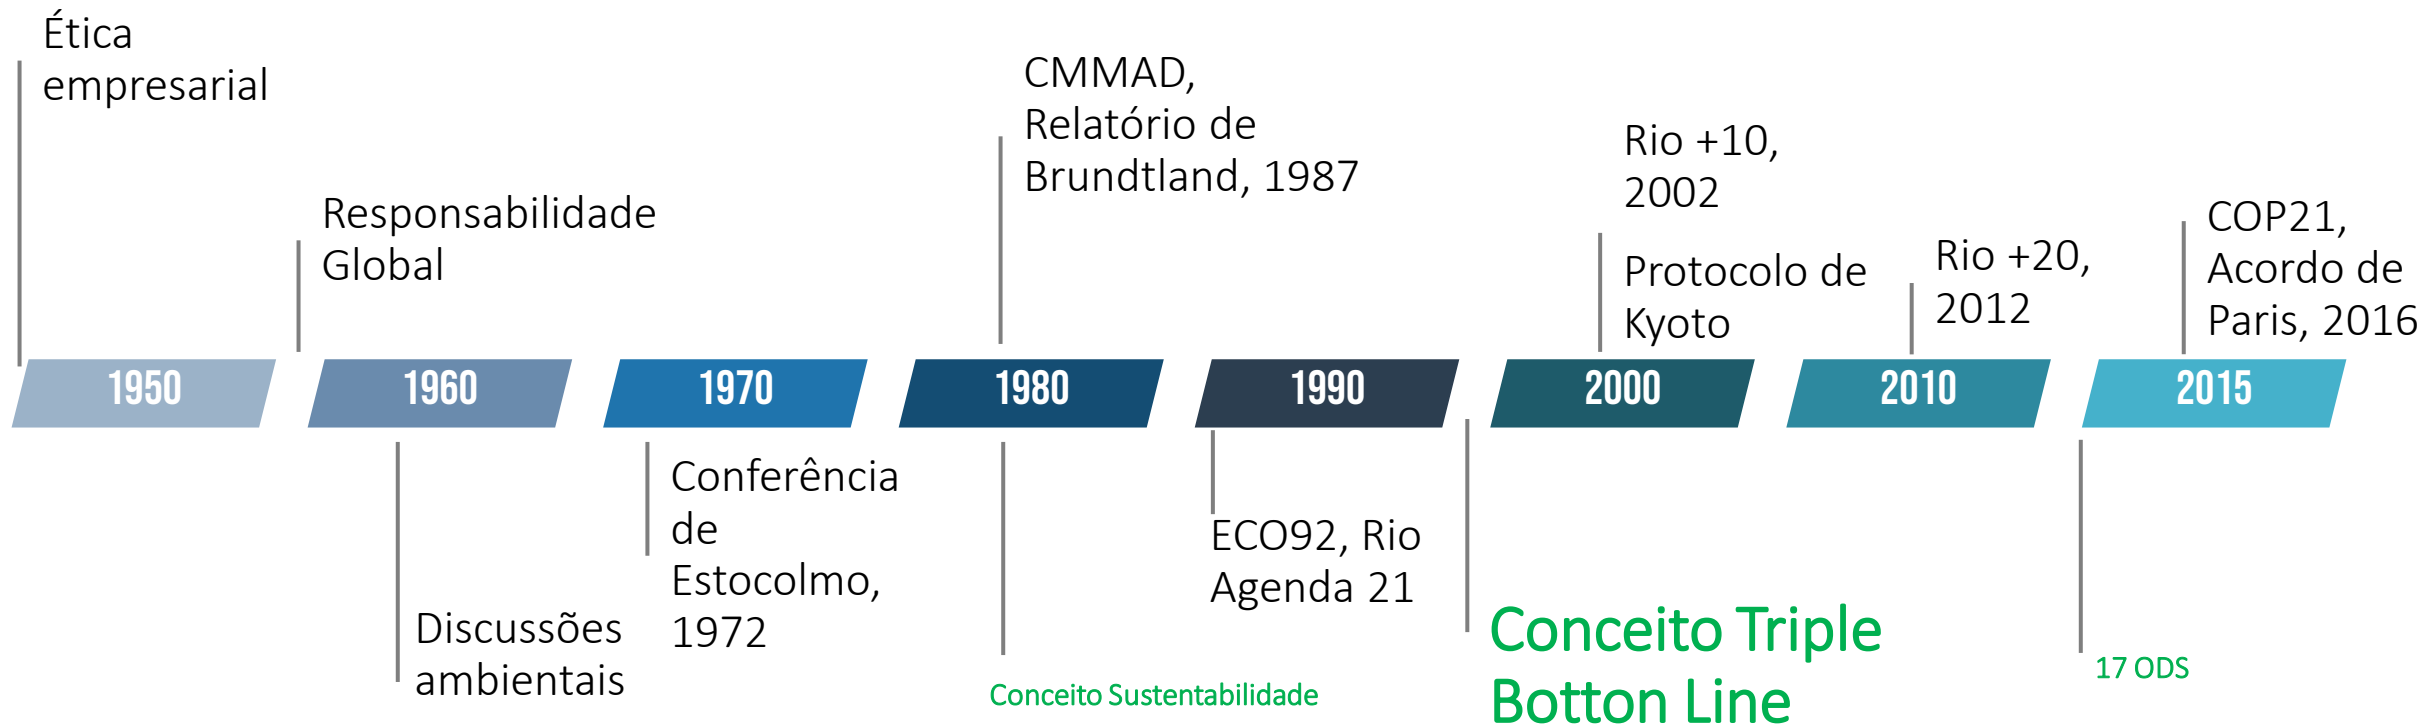 Ética
empresarial
Responsabilidade
Global
CMMAD,
Relatório de
Brundtland, 1987
Rio +10,
2002
Protocolo de
Kyoto
Rio +20,
2012
COP21,
Acordo de
Paris, 2016
1950
1960
1970
1980
1990
2000
2010
2015
Discussões
ambientais
Conferência
de
Estocolmo,
1972
Conceito Sustentabilidade
ECO92, Rio
Agenda 21
Conceito Triple
Botton Line
17 ODS